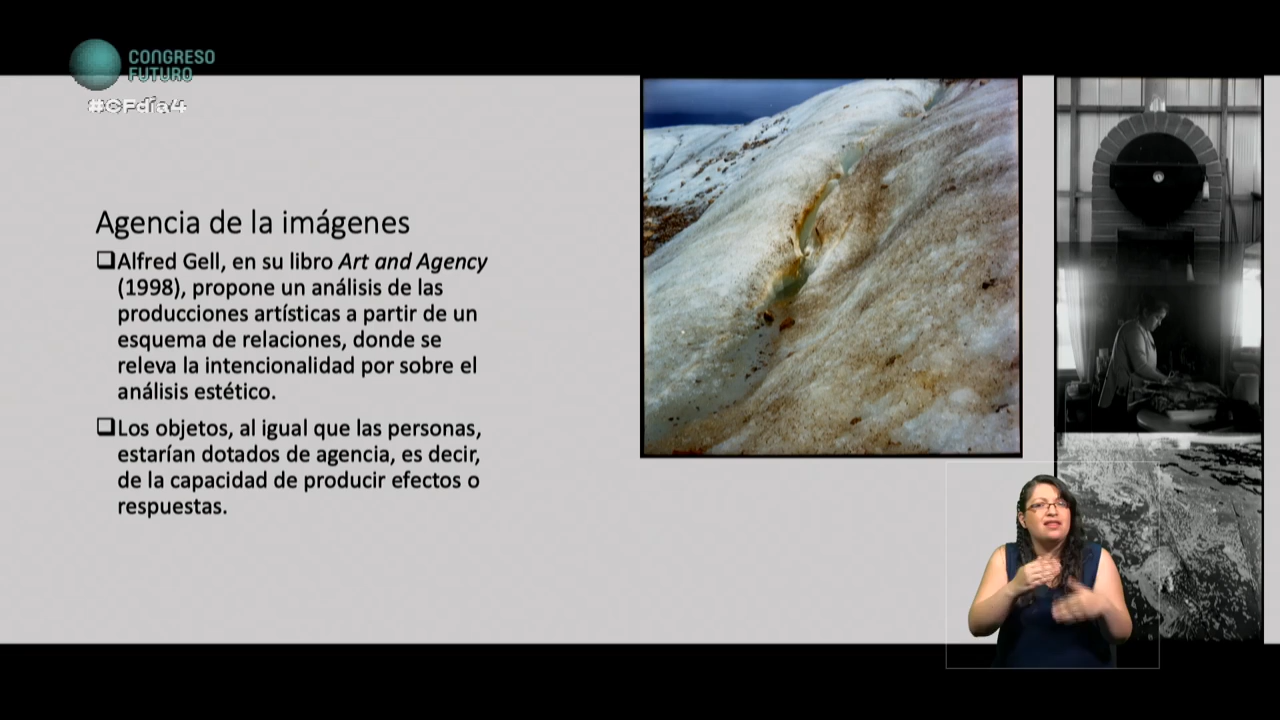 CONGRESO
FUTURO
#CFdía4
Agencia de la imágenes
Alfred Gell, en su libro Art and Agency
(1998), propone un análisis de las
producciones artísticas a partir de un
esquema de relaciones, donde se
releva la intencionalidad por sobre el
análisis estético.
Los objetos, al igual que las personas,
estarían dotados de agencia, es decir,
de la capacidad de producir efectos o
respuestas.